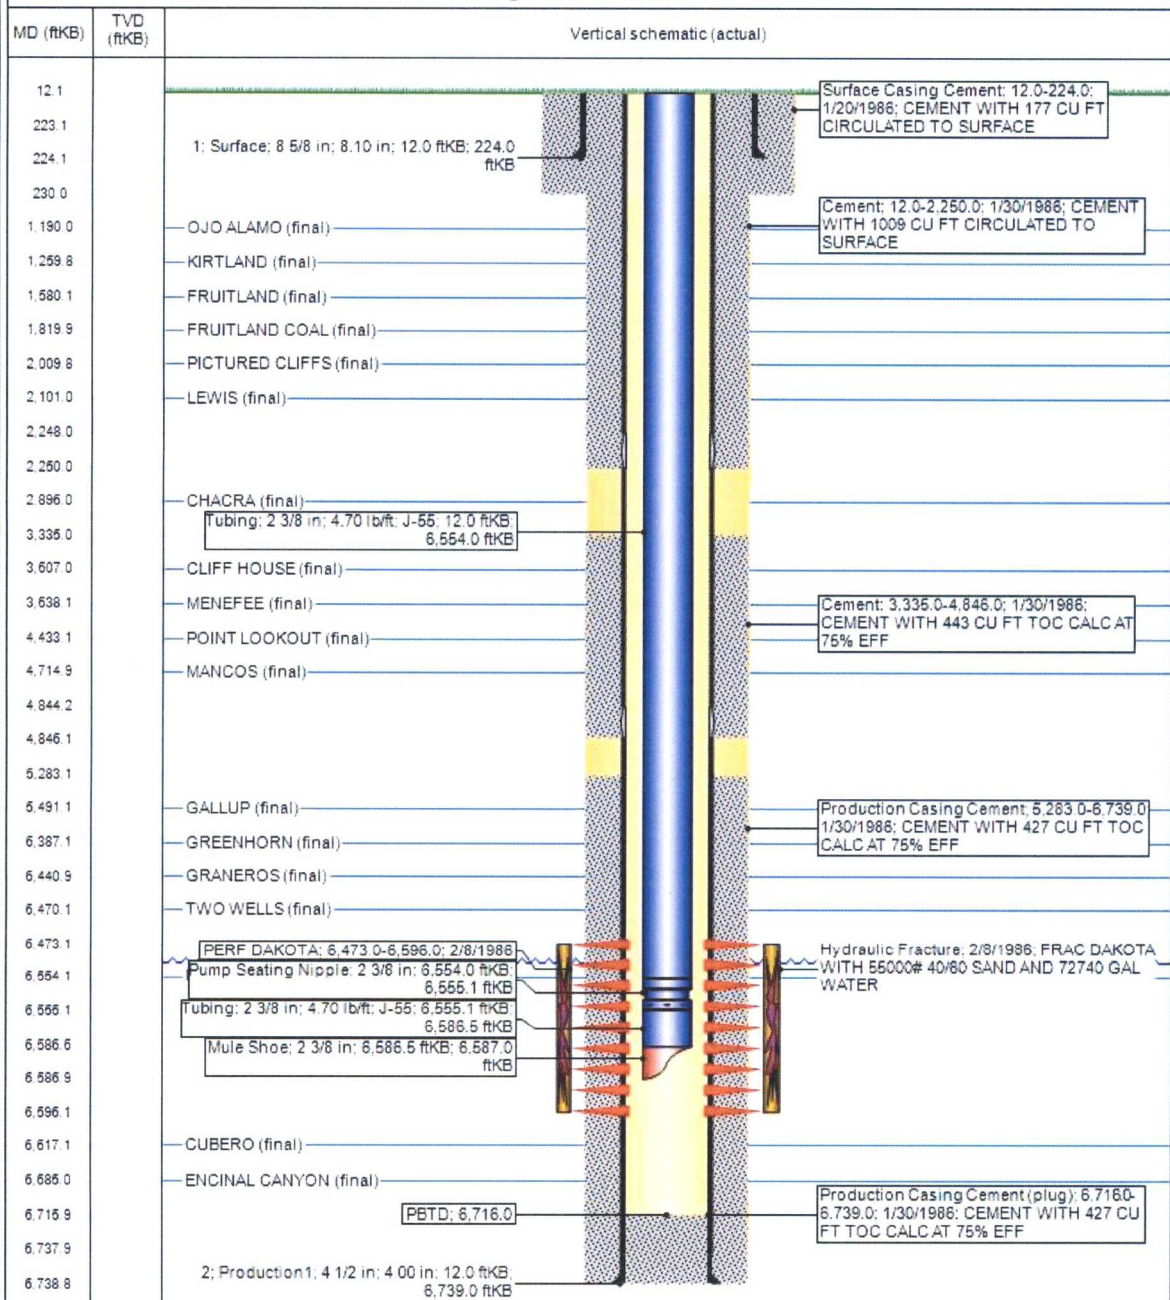 MD (ftKB)
TVD
(ftKB)
Vertical schematic (actual)
12.1
Surface Casing Cement; 12.0-224.0;
1/20/1986; CEMENT WITH 177 CU FT
CIRCULATED TO SURFACE
223.1
1; Surface; 8 5/8 in; 8.10 in; 12.0 ftKB; 224.0
ftKB
224.1
230.0
Cement; 12.0-2,250.0; 1/30/1986; CEMENT
WITH 1009 CU FT CIRCULATED TO
SURFACE
1,190.0
OJO ALAMO (final)
1,259.8
KIRTLAND (final)
1,580.1
FRUITLAND (final)
1,819.9
FRUITLAND COAL (final)
2,009.8
PICTURED CLIFFS (final)
2,101.0
LEWIS (final)
2,248.0
2,250.0
2,896.0
CHACRA (final)
Tubing; 2 3/8 in; 4.70 lb/ft; J-55; 12.0 ftKB;
6,554.0 ftKB
3,335.0
3,607.0
CLIFF HOUSE (final)
3,638.1
MENEFEE (final)
Cement; 3,335.0-4,846.0; 1/30/1986;
CEMENT WITH 443 CU FT TOC CALC AT
75% EFF
4,433.1
POINT LOOKOUT (final)
4,714.9
MANCOS (final)
4,844.2
4,846.1
5,283.1
5,491.1
GALLUP (final)
Production Casing Cement; 5,283.0-6,739.0
1/30/1986; CEMENT WITH 427 CU FT TOC
CALC AT 75% EFF
6,387.1
GREENHORN (final)
6,440.9
GRANEROS (final)
6,470.1
TWO WELLS (final)
6,473.1
PERF DAKOTA; 6,473.0-6,596.0; 2/8/1986
Hydraulic Fracture; 2/8/1986; FRAC DAKOTA
WITH 55000# 40/60 SAND AND 72740 GAL
WATER
6,554.1
Pump Seating Nipple; 2 3/8 in; 6,554.0 ftKB;
6,555.1 ftKB
6,555.1
Tubing; 2 3/8 in; 4.70 lb/ft; J-55; 6,555.1 ftKB;
6,586.5 ftKB
6,586.6
Mule Shoe; 2 3/8 in; 6,586.5 ftKB; 6,587.0
ftKB
6,586.9
6,596.1
6,617.1
CUBERO (final)
6,685.0
ENCINAL CANYON (final)
6,715.9
PBTD; 6,716.0
Production Casing Cement (plug); 6,716.0-
6,739.0; 1/30/1986; CEMENT WITH 427 CU
FT TOC CALC AT 75% EFF
6,737.9
6,738.8
2; Production1; 4 1/2 in; 4.00 in; 12.0 ftKB;
6,739.0 ftKB